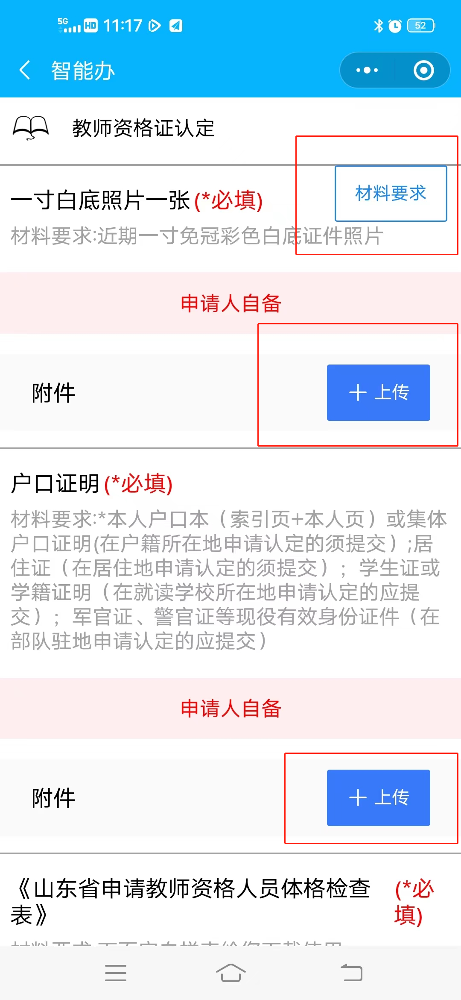 5G HD 11:17 52
智能办
教师资格证认定
材料要求
一寸白底照片一张(*必填)
材料要求:近期一寸免冠彩色白底证件照片
申请人自备
附件 + 上传
户口证明(*必填)
材料要求:*本人户口本（索引页+本人页）或集体
户口证明(在户籍所在地申请认定的须提交）;居
住证（在居住地申请认定的须提交）；学生证或
学籍证明（在就读学校所在地申请认定的应提
交）；军官证、警官证等现役有效身份证件（在
部队驻地申请认定的应提交）
申请人自备
附件 + 上传
《山东省申请教师资格人员体格检查 (*必
表》 填)